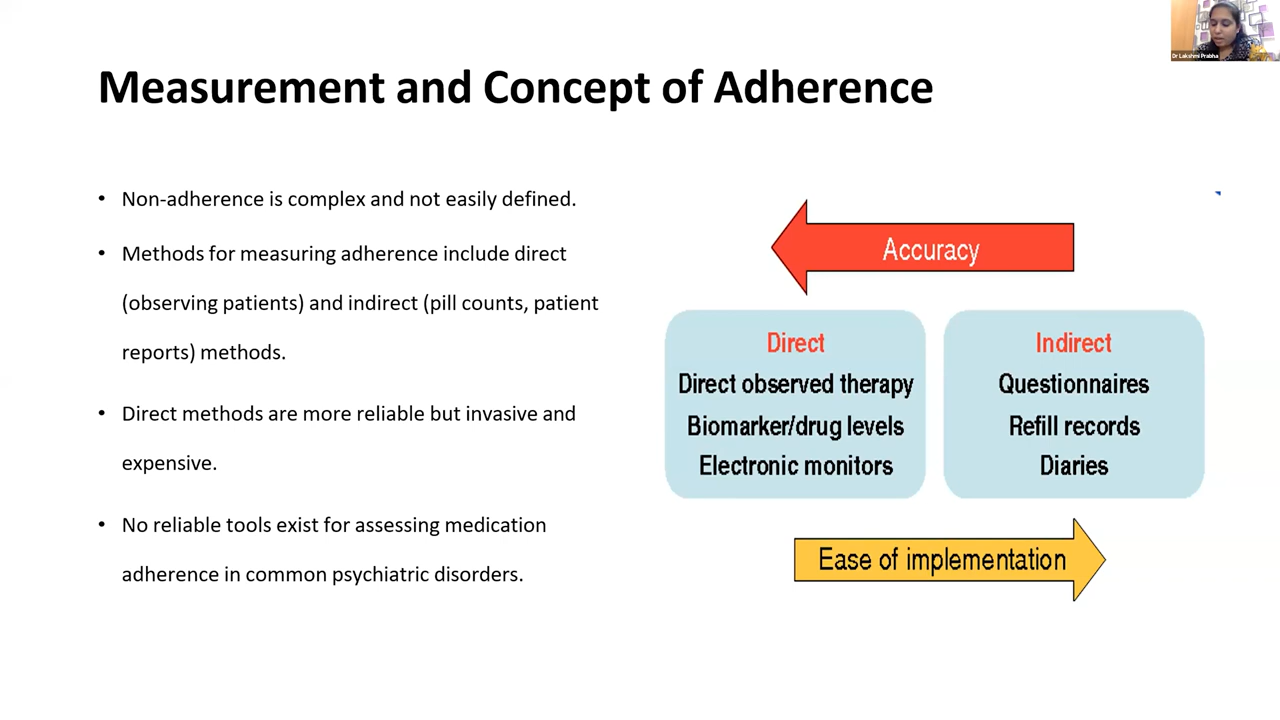 Dr Lakshmi Prabha
Measurement and Concept of Adherence
• Non-adherence is complex and not easily defined.
• Methods for measuring adherence include direct
(observing patients) and indirect (pill counts, patient
reports) methods.
• Direct methods are more reliable but invasive and
expensive.
• No reliable tools exist for assessing medication
adherence in common psychiatric disorders.
Accuracy
Direct
Direct observed therapy
Biomarker/drug levels
Electronic monitors
Indirect
Questionnaires
Refill records
Diaries
Ease of implementation